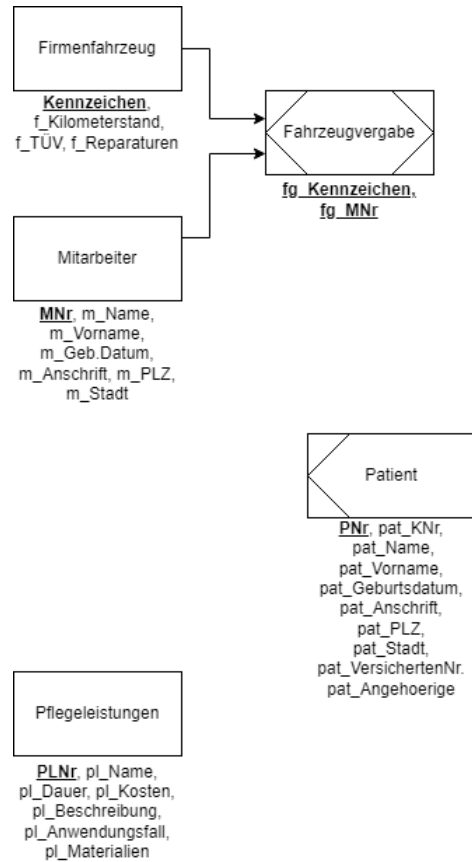 Firmenfahrzeug
Kennzeichen,
f_Kilometerstand,
f_TÜV, f_Reparaturen
Fahrzeugvergabe
fg_Kennzeichen,
fg_MNr
Mitarbeiter
MNr, m_Name,
m_Vorname,
m_Geb.Datum,
m_Anschrift, m_PLZ,
m_Stadt
Patient
PNr, pat_KNr,
pat_Name,
pat_Vorname,
pat_Geburtsdatum,
pat_Anschrift,
pat_PLZ,
pat_Stadt,
pat_VersichertenNr.
pat_Angehoerige
Pflegeleistungen
PLNr, pl_Name,
pl_Dauer, pl_Kosten,
pl_Beschreibung,
pl_Anwendungsfall,
pl_Materialien